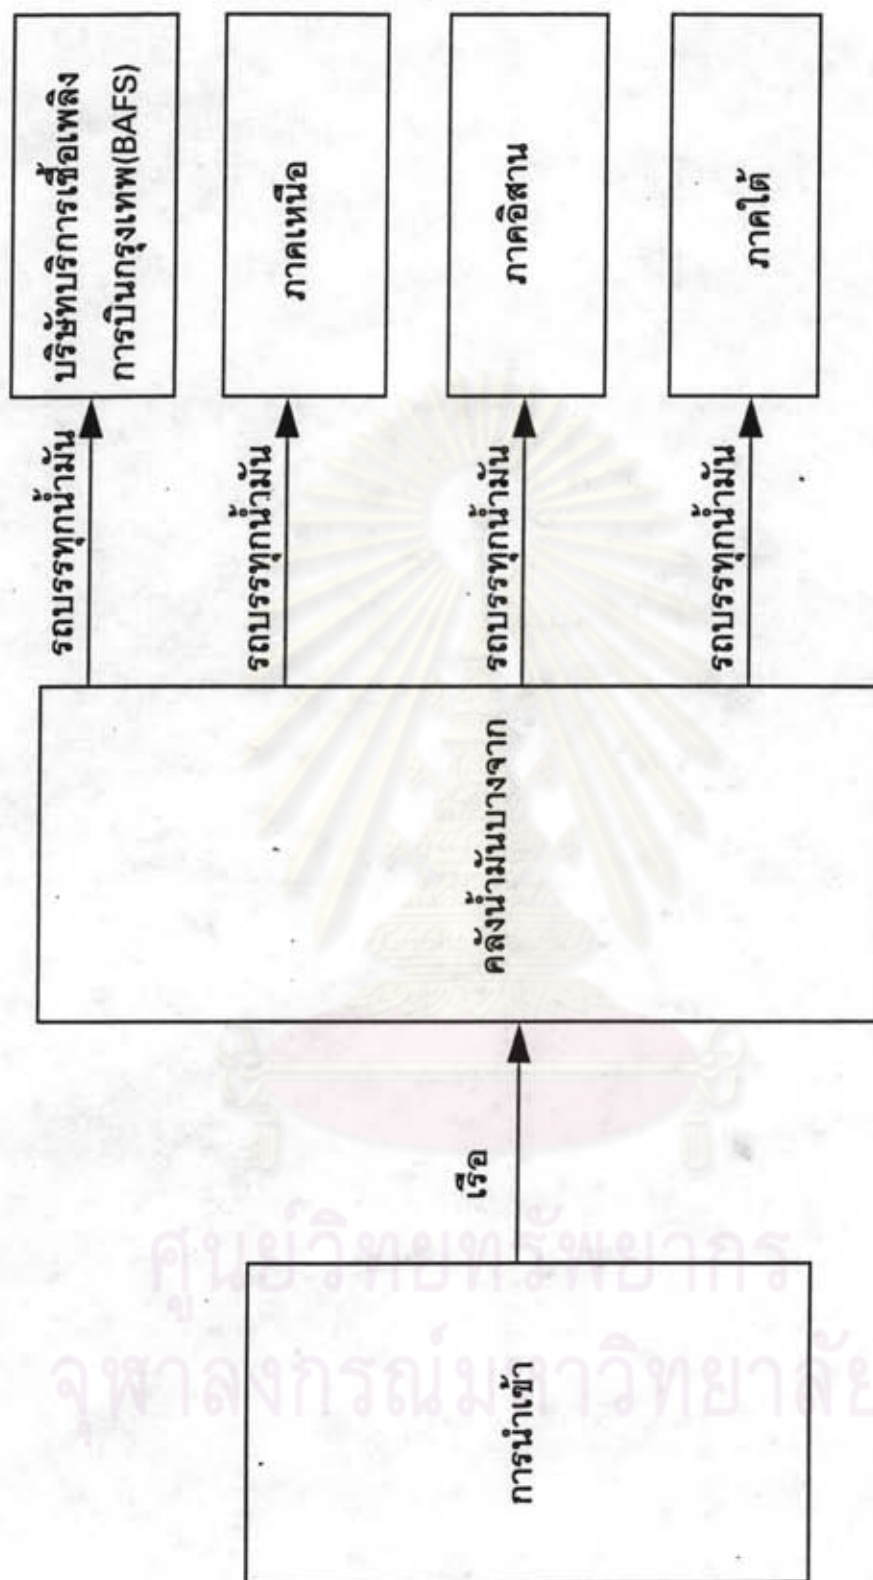 การนำเข้า
เรือ
คลังน้ำมันบางจาก
รถบรรทุกน้ำมัน
บริษัทบริการเชื้อเพลิง
การบินกรุงเทพ(BAFS)
รถบรรทุกน้ำมัน
ภาคเหนือ
รถบรรทุกน้ำมัน
ภาคอิสาน
รถบรรทุกน้ำมัน
ภาคใต้
ศูนย์วิทยทรัพยากร
จุฬาลงกรณ์มหาวิทยาลัย